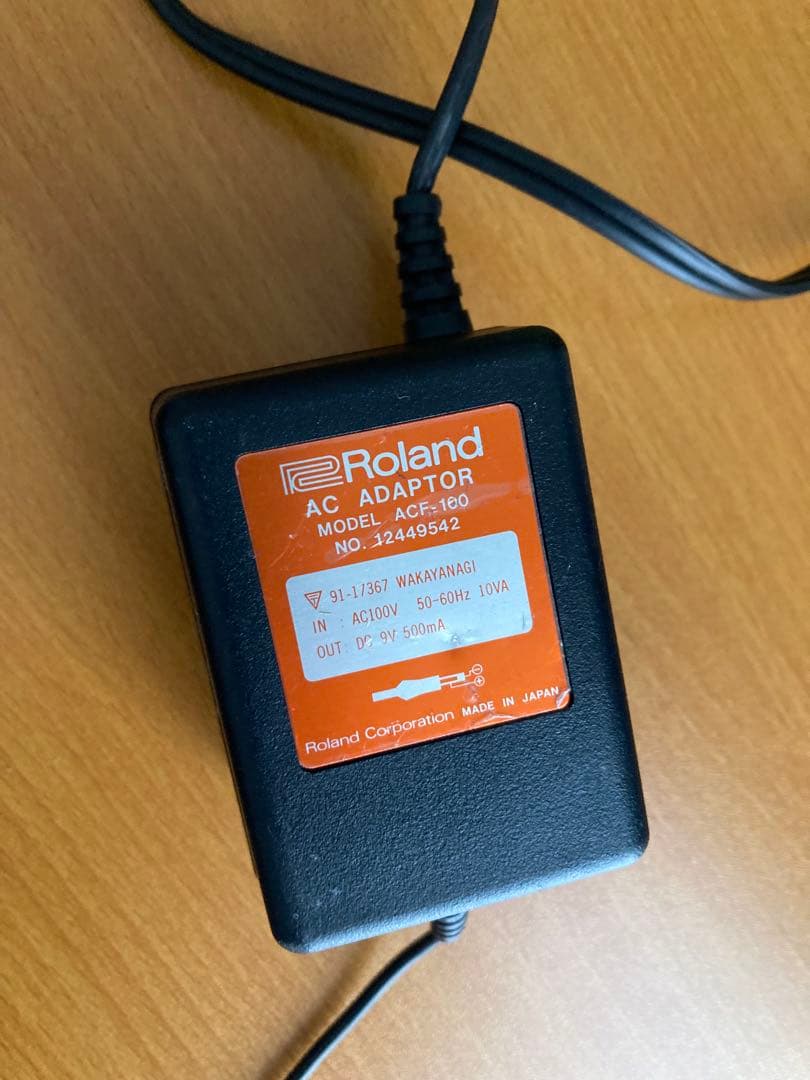 Roland
AC ADAPTOR
MODEL ACF-100
NO. 12449542
91-17367 WAKAYANAGI
IN : AC100V 50-60Hz 10VA
OUT: DC 9V 500mA
Roland Corporation MADE IN JAPAN